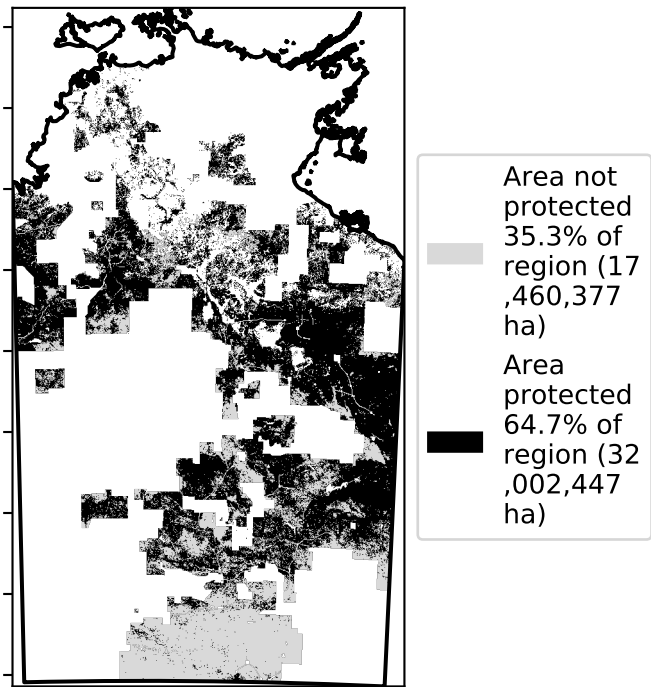 Area not
protected
35.3% of
region (17
,460,377
ha)
Area
protected
64.7% of
region (32
,002,447
ha)